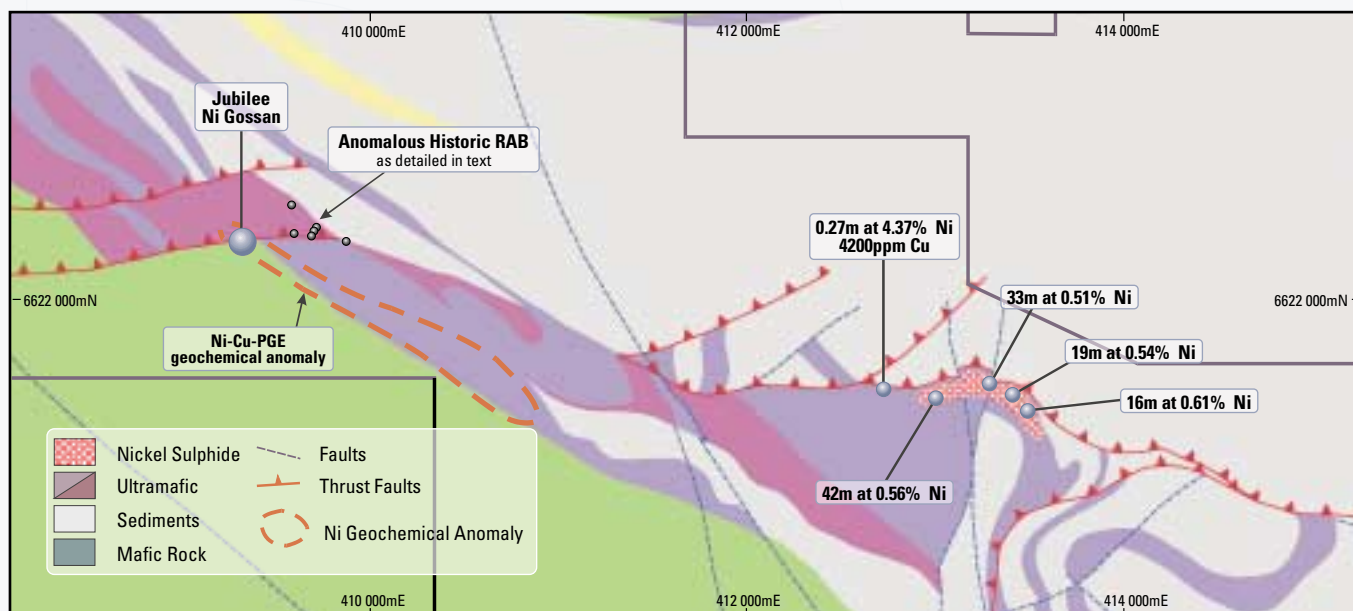 410 000mE
412 000mE
414 000mE
Jubilee
Ni Gossan
Anomalous Historic RAB
as detailed in text
0.27m at 4.37% Ni
4200ppm Cu
6622 000mN
33m at 0.51% Ni
6622 000mN
Ni-Cu-PGE
geochemical anomaly
19m at 0.54% Ni
16m at 0.61% Ni
42m at 0.56% Ni
Nickel Sulphide
Ultramafic
Sediments
Mafic Rock
Faults
Thrust Faults
Ni Geochemical Anomaly
410 000mE
412 000mE
414 000mE